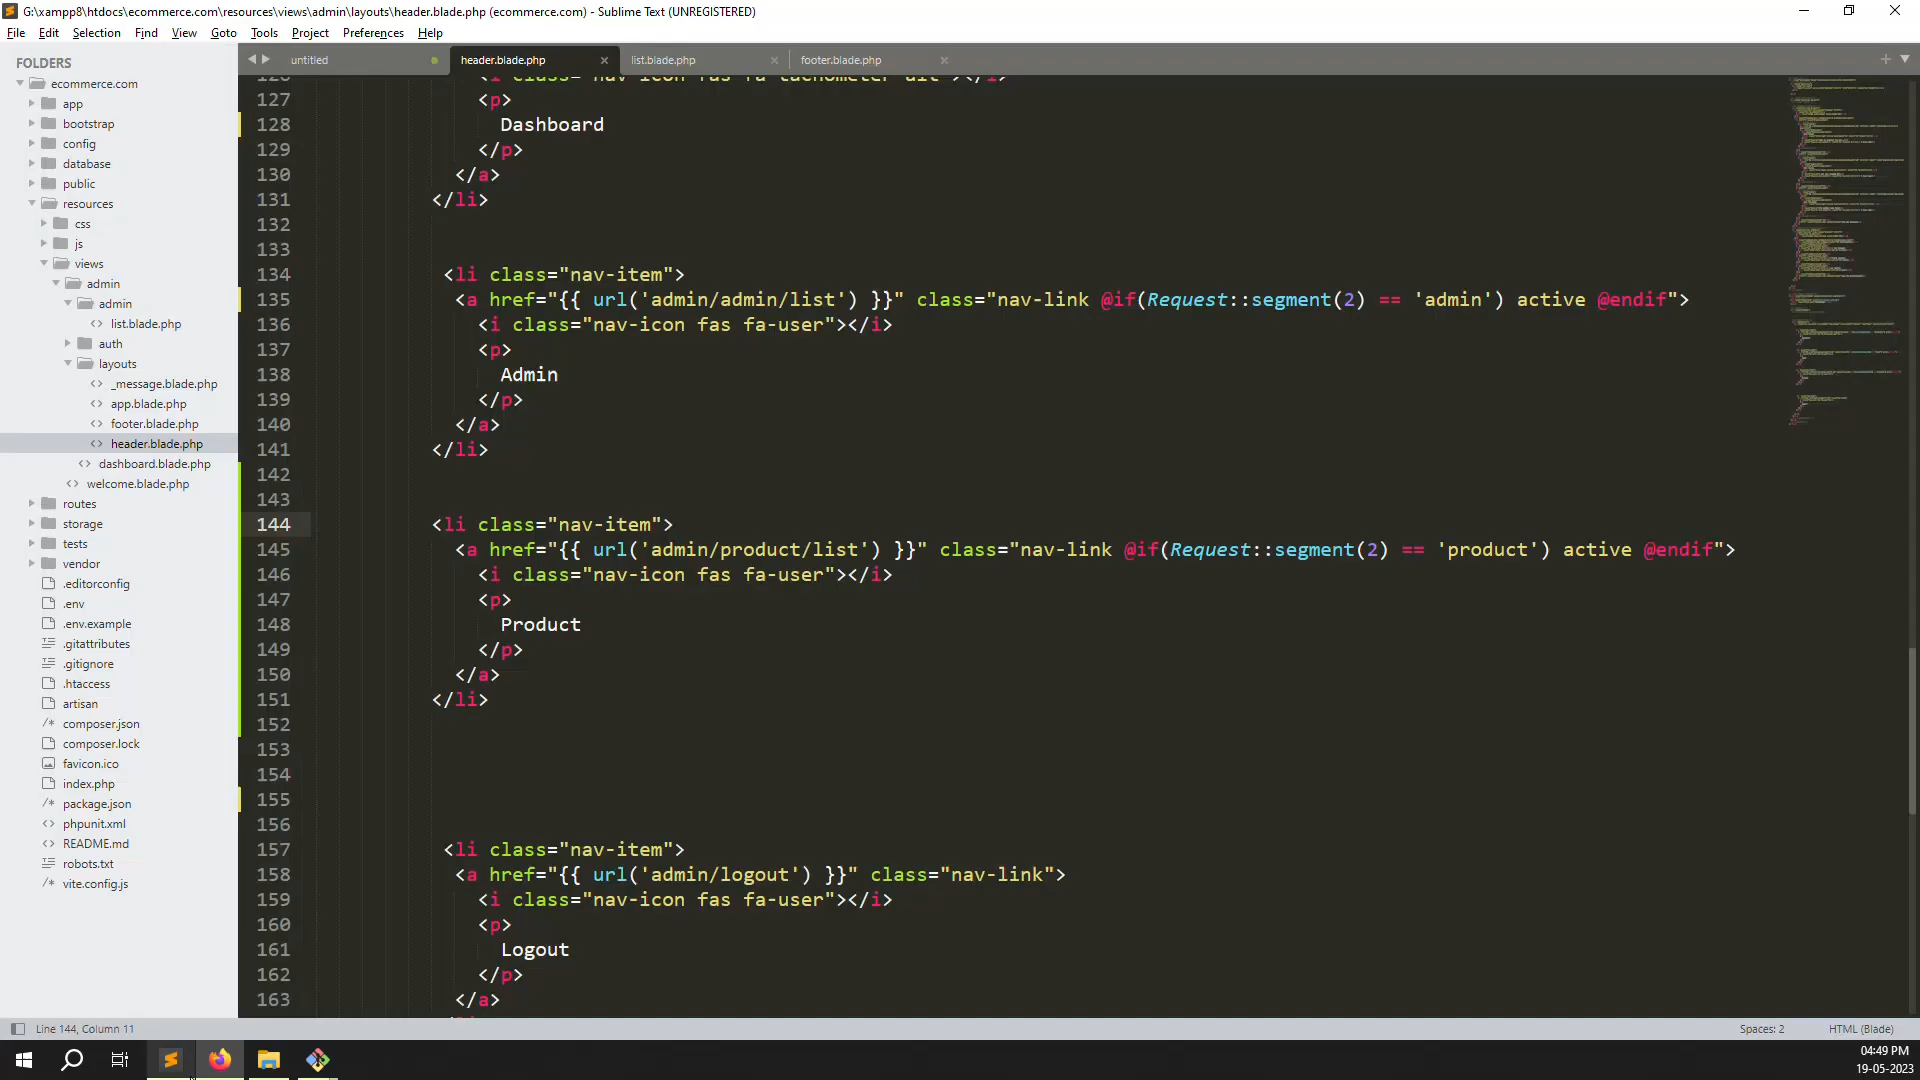 G:\xampp8\htdocs\ecommerce.com\resources\views\admin\layouts\header.blade.php (ecommerce.com) - Sublime Text (UNREGISTERED)
File Edit Selection Find View Goto Tools Project Preferences Help
FOLDERS
ecommerce.com
app
bootstrap
config
database
public
resources
css
js
views
admin
admin
list.blade.php
auth
layouts
_message.blade.php
app.blade.php
footer.blade.php
header.blade.php
dashboard.blade.php
welcome.blade.php
routes
storage
tests
vendor
.editorconfig
.env
.env.example
.gitattributes
.gitignore
.htaccess
artisan
composer.json
composer.lock
favicon.ico
index.php
package.json
phpunit.xml
README.md
robots.txt
vite.config.js
untitled header.blade.php list.blade.php footer.blade.php
126 <i class="nav-icon fas fa-tachometer-alt"></i>
127 <p>
128 Dashboard
129 </p>
130 </a>
131 </li>
132
133
134 <li class="nav-item">
135 <a href="{{ url('admin/admin/list') }}" class="nav-link @if(Request::segment(2) == 'admin') active @endif">
136 <i class="nav-icon fas fa-user"></i>
137 <p>
138 Admin
139 </p>
140 </a>
141 </li>
142
143
144 <li class="nav-item">
145 <a href="{{ url('admin/product/list') }}" class="nav-link @if(Request::segment(2) == 'product') active @endif">
146 <i class="nav-icon fas fa-user"></i>
147 <p>
148 Product
149 </p>
150 </a>
151 </li>
152
153
154
155
156
157 <li class="nav-item">
158 <a href="{{ url('admin/logout') }}" class="nav-link">
159 <i class="nav-icon fas fa-user"></i>
160 <p>
161 Logout
162 </p>
163 </a>
Line 144, Column 11
Spaces: 2
HTML (Blade)
04:49 PM
19-05-2023